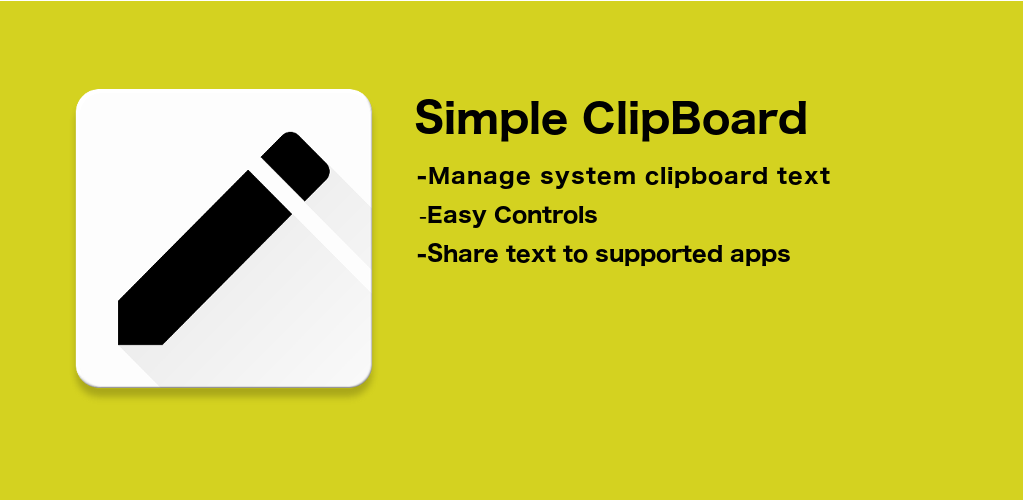 Simple ClipBoard
-Manage system clipboard text
-Easy Controls
-Share text to supported apps